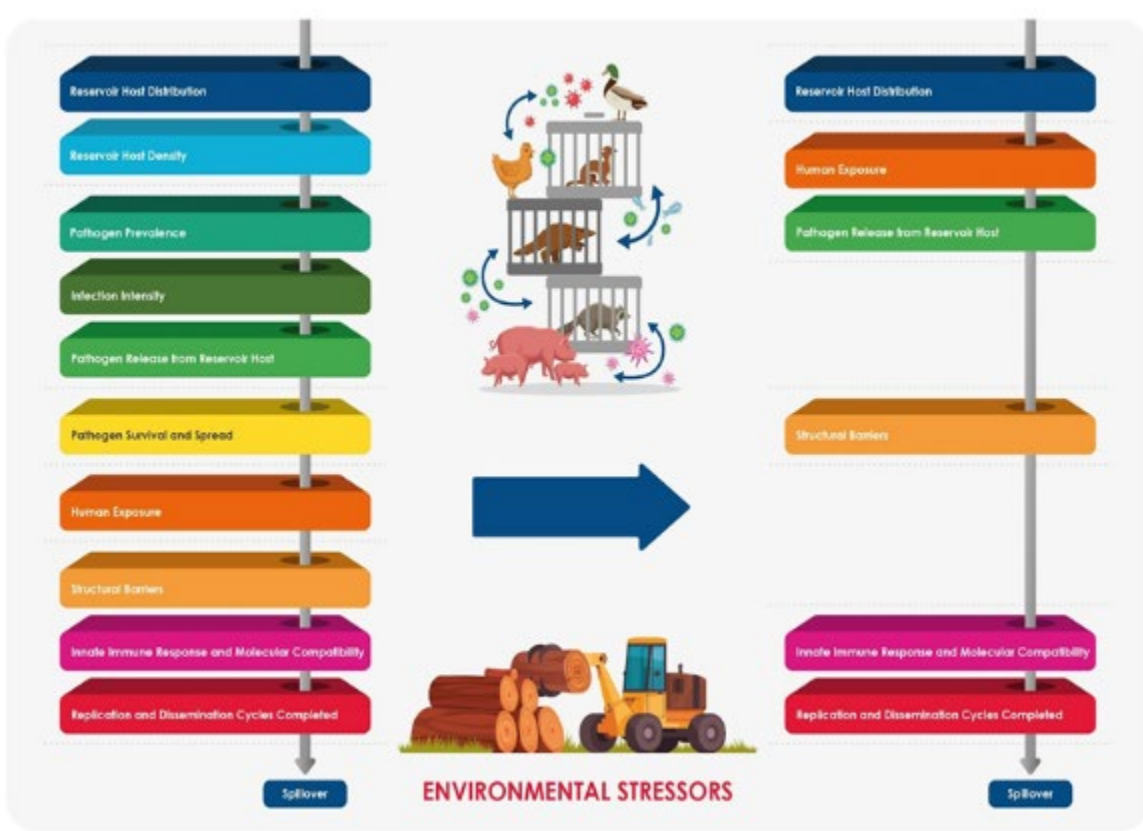 Reservoir Host Distribution
Reservoir Host Density
Pathogen Prevalence
Infection Intensity
Pathogen Release from Reservoir Host
Pathogen Survival and Spread
Human Exposure
Structural Barriers
Innate Immune Response and Molecular Compatibility
Replication and Dissemination Cycles Completed
Spillover
ENVIRONMENTAL STRESSORS
Reservoir Host Distribution
Human Exposure
Pathogen Release from Reservoir Host
Structural Barriers
Innate Immune Response and Molecular Compatibility
Replication and Dissemination Cycles Completed
Spillover